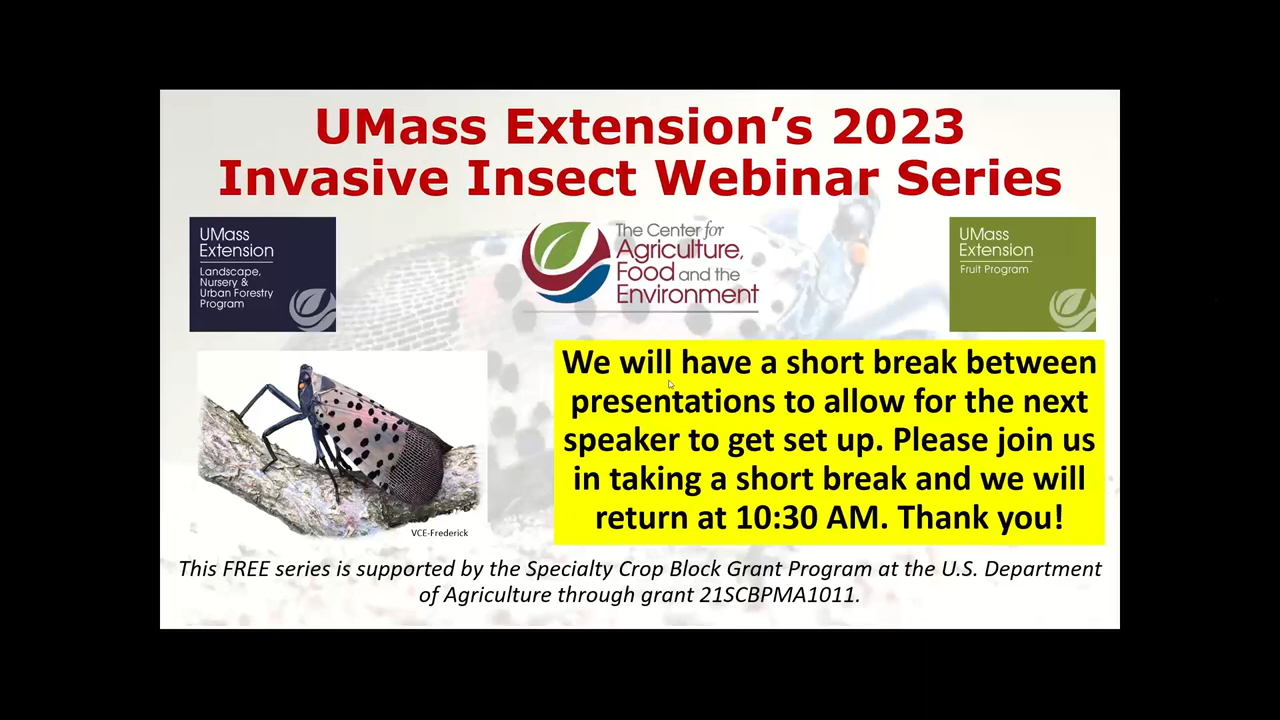 UMass Extension’s 2023
Invasive Insect Webinar Series
UMass
Extension
Landscape,
Nursery &
Urban Forestry
Program
The Center for
Agriculture,
Food and the
Environment
UMass
Extension
Fruit Program
We will have a short break between
presentations to allow for the next
speaker to get set up. Please join us
in taking a short break and we will
return at 10:30 AM. Thank you!
VCE-Frederick
This FREE series is supported by the Specialty Crop Block Grant Program at the U.S. Department
of Agriculture through grant 21SCBPMA1011.